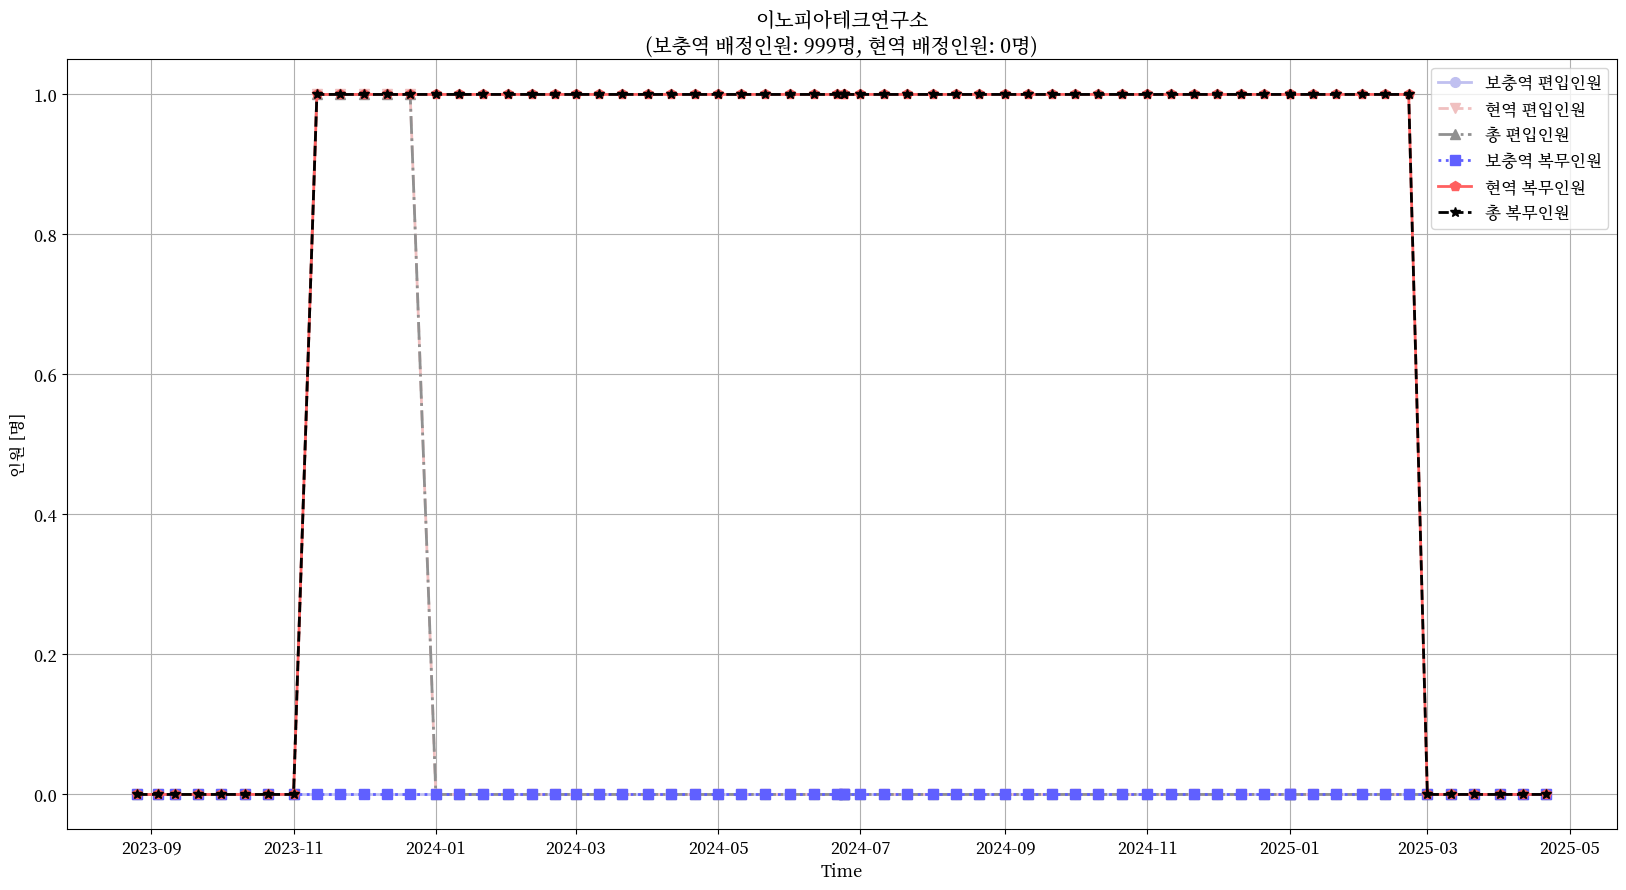 이노피아테크연구소
(보충역 배정인원: 999명, 현역 배정인원: 0명)
보충역 편입인원
현역 편입인원
총 편입인원
보충역 복무인원
현역 복무인원
총 복무인원
인원 [명]
1.0
0.8
0.6
0.4
0.2
0.0
2023-09
2023-11
2024-01
2024-03
2024-05
2024-07
2024-09
2024-11
2025-01
2025-03
2025-05
Time